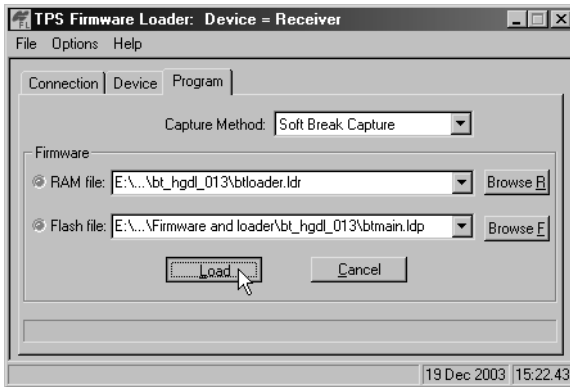 TPS Firmware Loader: Device = Receiver
File Options Help
Connection Device Program
Capture Method: Soft Break Capture
Firmware
RAM file: E:\...\bt_hgdl_013\btloader.ldr Browse R
Flash file: E:\...\Firmware and loader\bt_hgdl_013\btmain.ldp Browse F
Load Cancel
19 Dec 2003 15:22.43